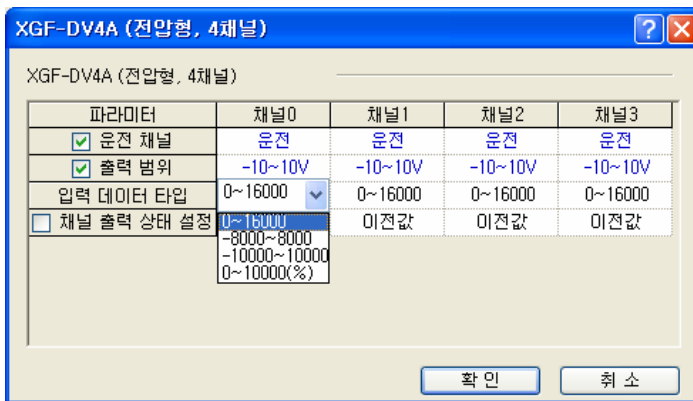 XGF-DV4A (전압형, 4채널)
XGF-DV4A (전압형, 4채널)
파라미터 채널0 채널1 채널2 채널3
운전 채널 운전 운전 운전 운전
출력 범위 -10~10V -10~10V -10~10V -10~10V
입력 데이터 타입 0~16000 0~16000 0~16000 0~16000
채널 출력 상태 설정 0~16000 이전값 이전값 이전값
-8000~8000
-10000~10000
0~10000(%)
확인 취소